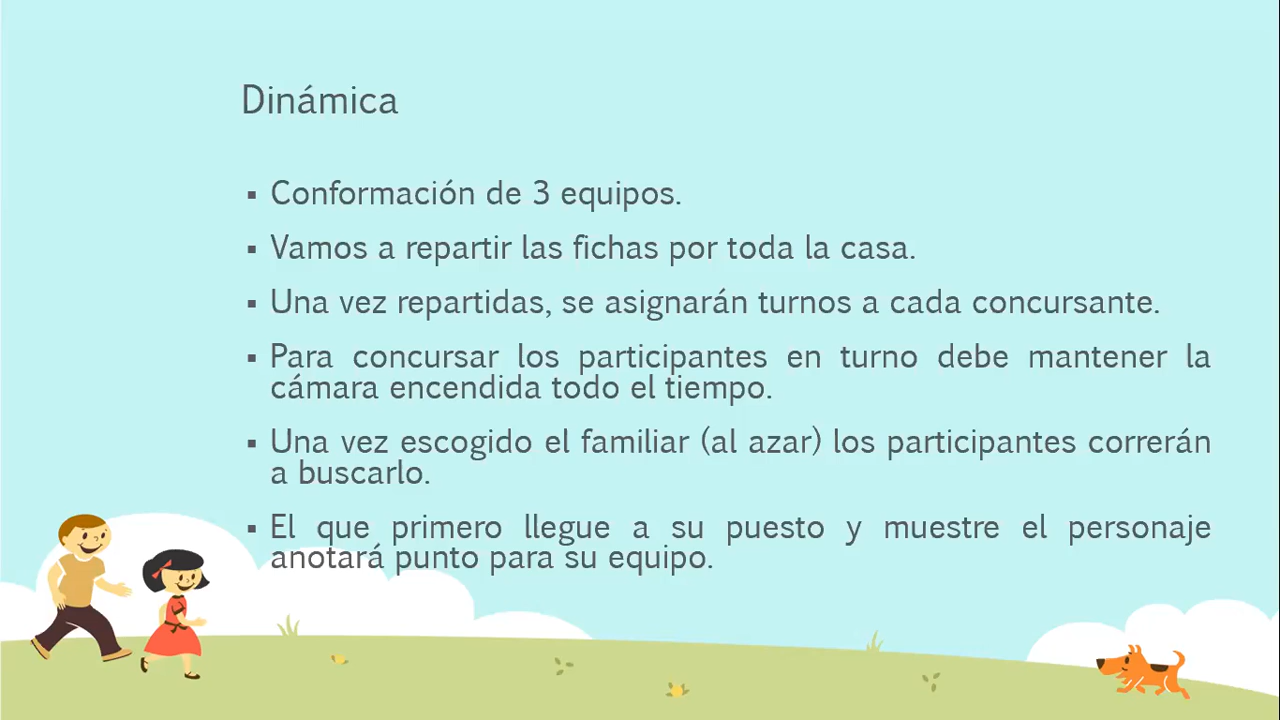 Dinámica
▪ Conformación de 3 equipos.
▪ Vamos a repartir las fichas por toda la casa.
▪ Una vez repartidas, se asignarán turnos a cada concursante.
▪ Para concursar los participantes en turno debe mantener la
cámara encendida todo el tiempo.
▪ Una vez escogido el familiar (al azar) los participantes correrán
a buscarlo.
▪ El que primero llegue a su puesto y muestre el personaje
anotará punto para su equipo.